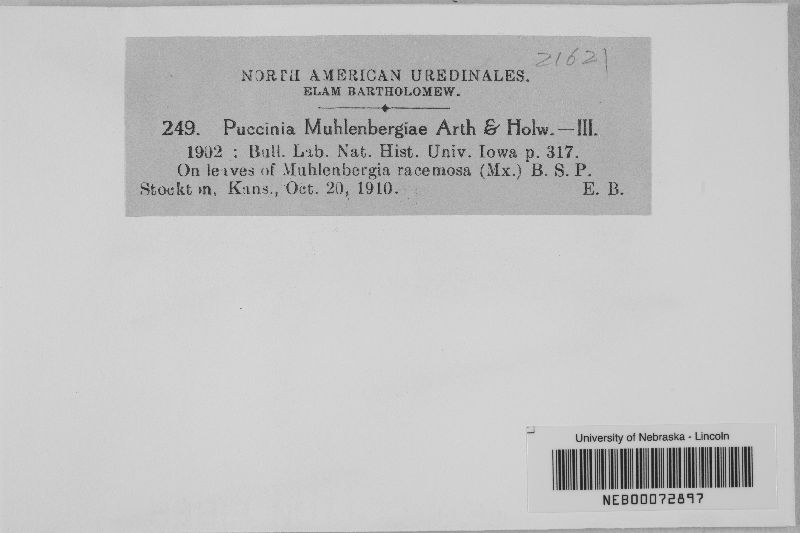 21621
NORTH AMERICAN UREDINALES.
ELAM BARTHOLOMEW.
249. Puccinia Muhlenbergiae Arth & Holw.—III.
1902 : Bull. Lab. Nat. Hist. Univ. Iowa p. 317.
On leaves of Muhlenbergia racemosa (Mx.) B. S. P.
Stockton, Kans., Oct. 20, 1910. E. B.
University of Nebraska - Lincoln
NEB00072897